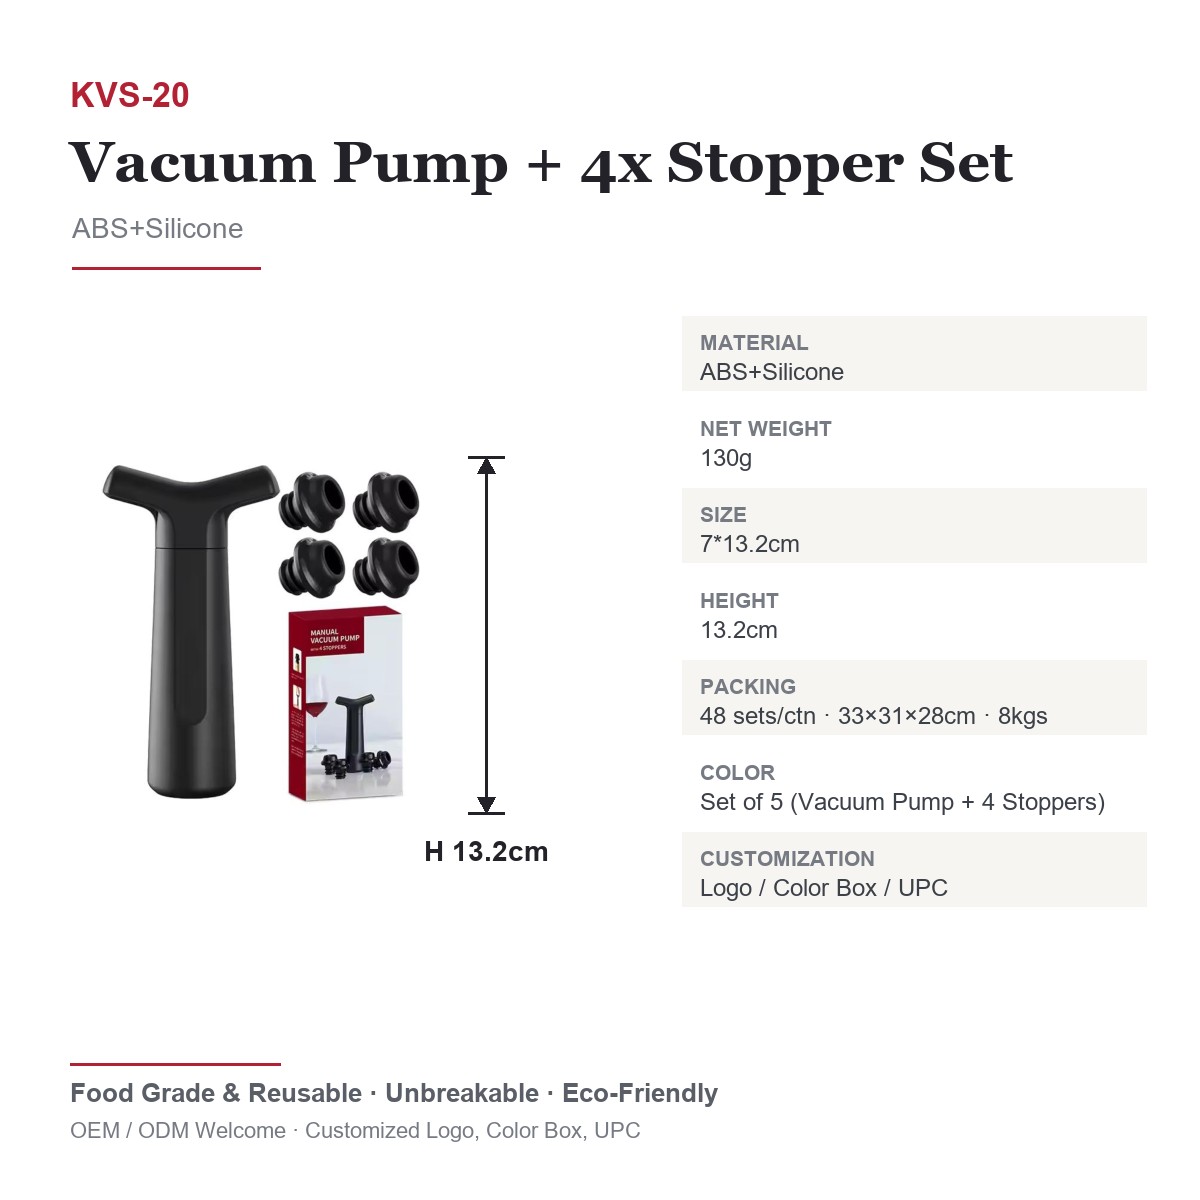 KVS-20
Vacuum Pump + 4x Stopper Set
ABS+Silicone
MATERIAL
ABS+Silicone
NET WEIGHT
130g
SIZE
7*13.2cm
HEIGHT
13.2cm
PACKING
48 sets/ctn · 33×31×28cm · 8kgs
COLOR
Set of 5 (Vacuum Pump + 4 Stoppers)
CUSTOMIZATION
Logo / Color Box / UPC
MANUAL
VACUUM PUMP
WITH 4 STOPPERS
H 13.2cm
Food Grade & Reusable · Unbreakable · Eco-Friendly
OEM / ODM Welcome · Customized Logo, Color Box, UPC